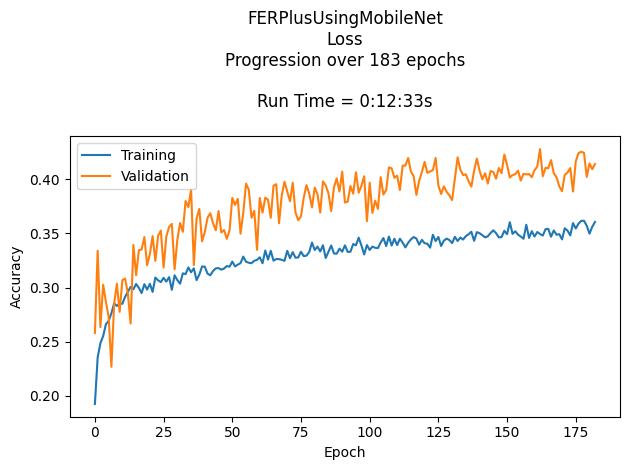 FERPlusUsingMobileNet
Loss
Progression over 183 epochs
Run Time = 0:12:33s
Training
Validation
0.40
0.35
0.30
0.25
0.20
Accuracy
0 25 50 75 100 125 150 175
Epoch